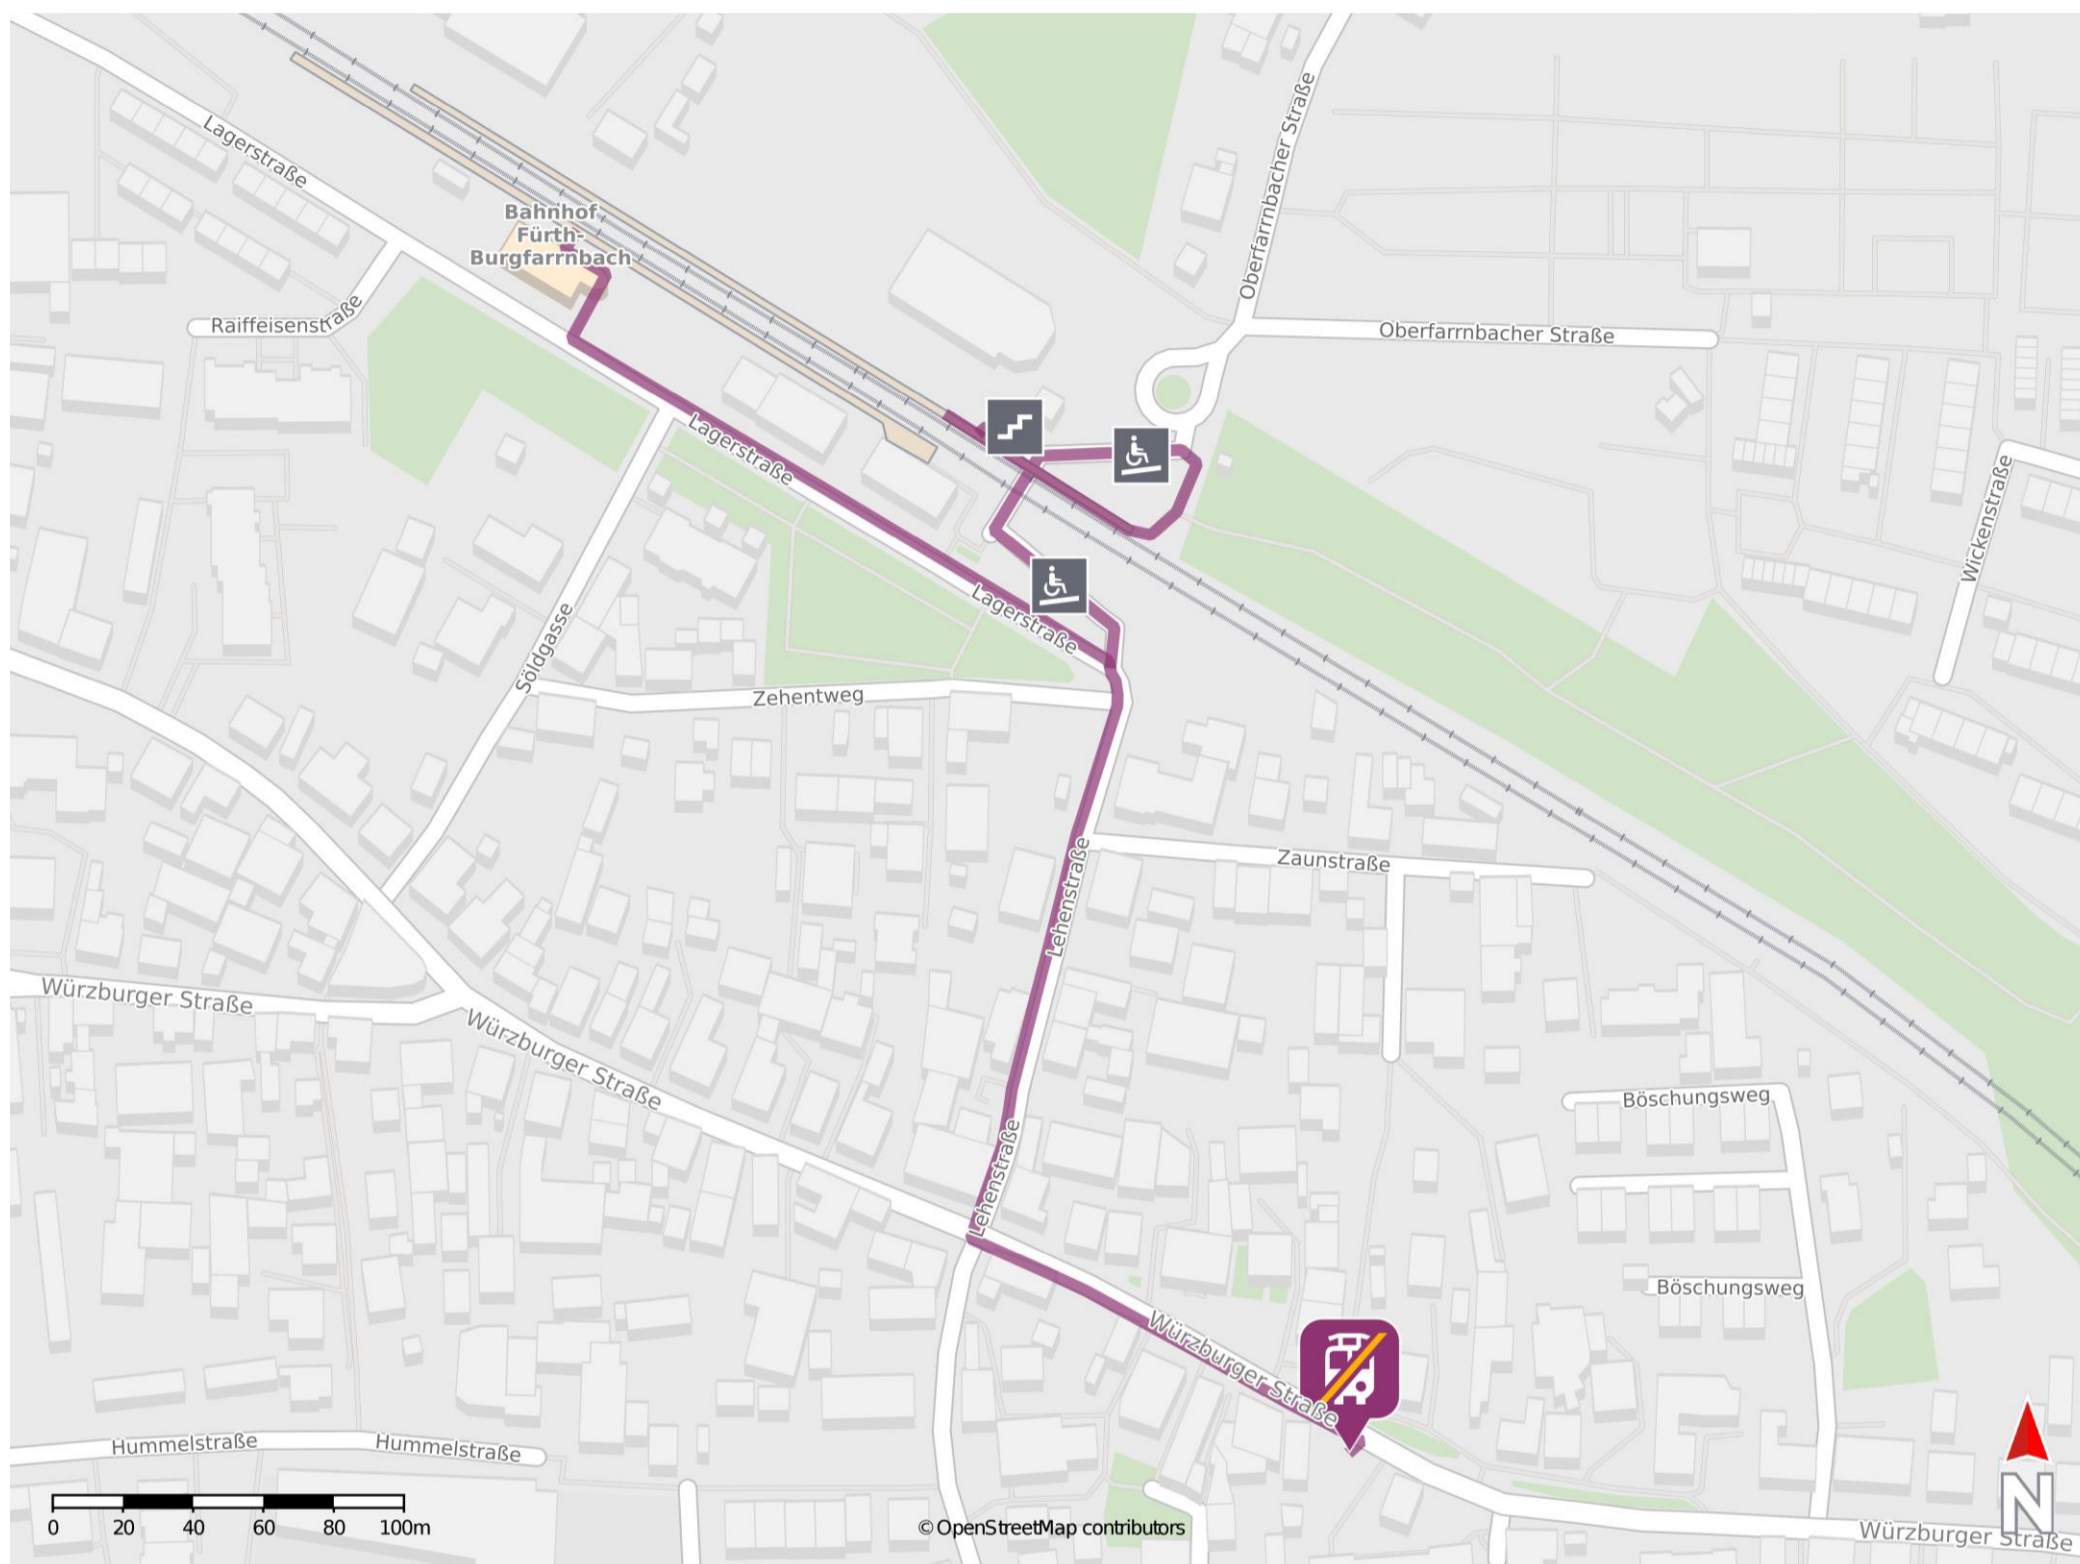 Oberfarrnbacher Straße
Lagerstraße
Bahnhof
Fürth-
Burgfarrnbach
Raiffeisenstraße
Oberfarrnbacher Straße
Lagerstraße
Wickenstraße
Lagerstraße
Söldgasse
Zehentweg
Zaunstraße
Lehenstraße
Würzburger Straße
Würzburger Straße
Böschungsweg
Lehenstraße
Böschungsweg
Würzburger Straße
Hummelstraße
Hummelstraße
N
0 20 40 60 80 100m
© OpenStreetMap contributors
Würzburger Straße